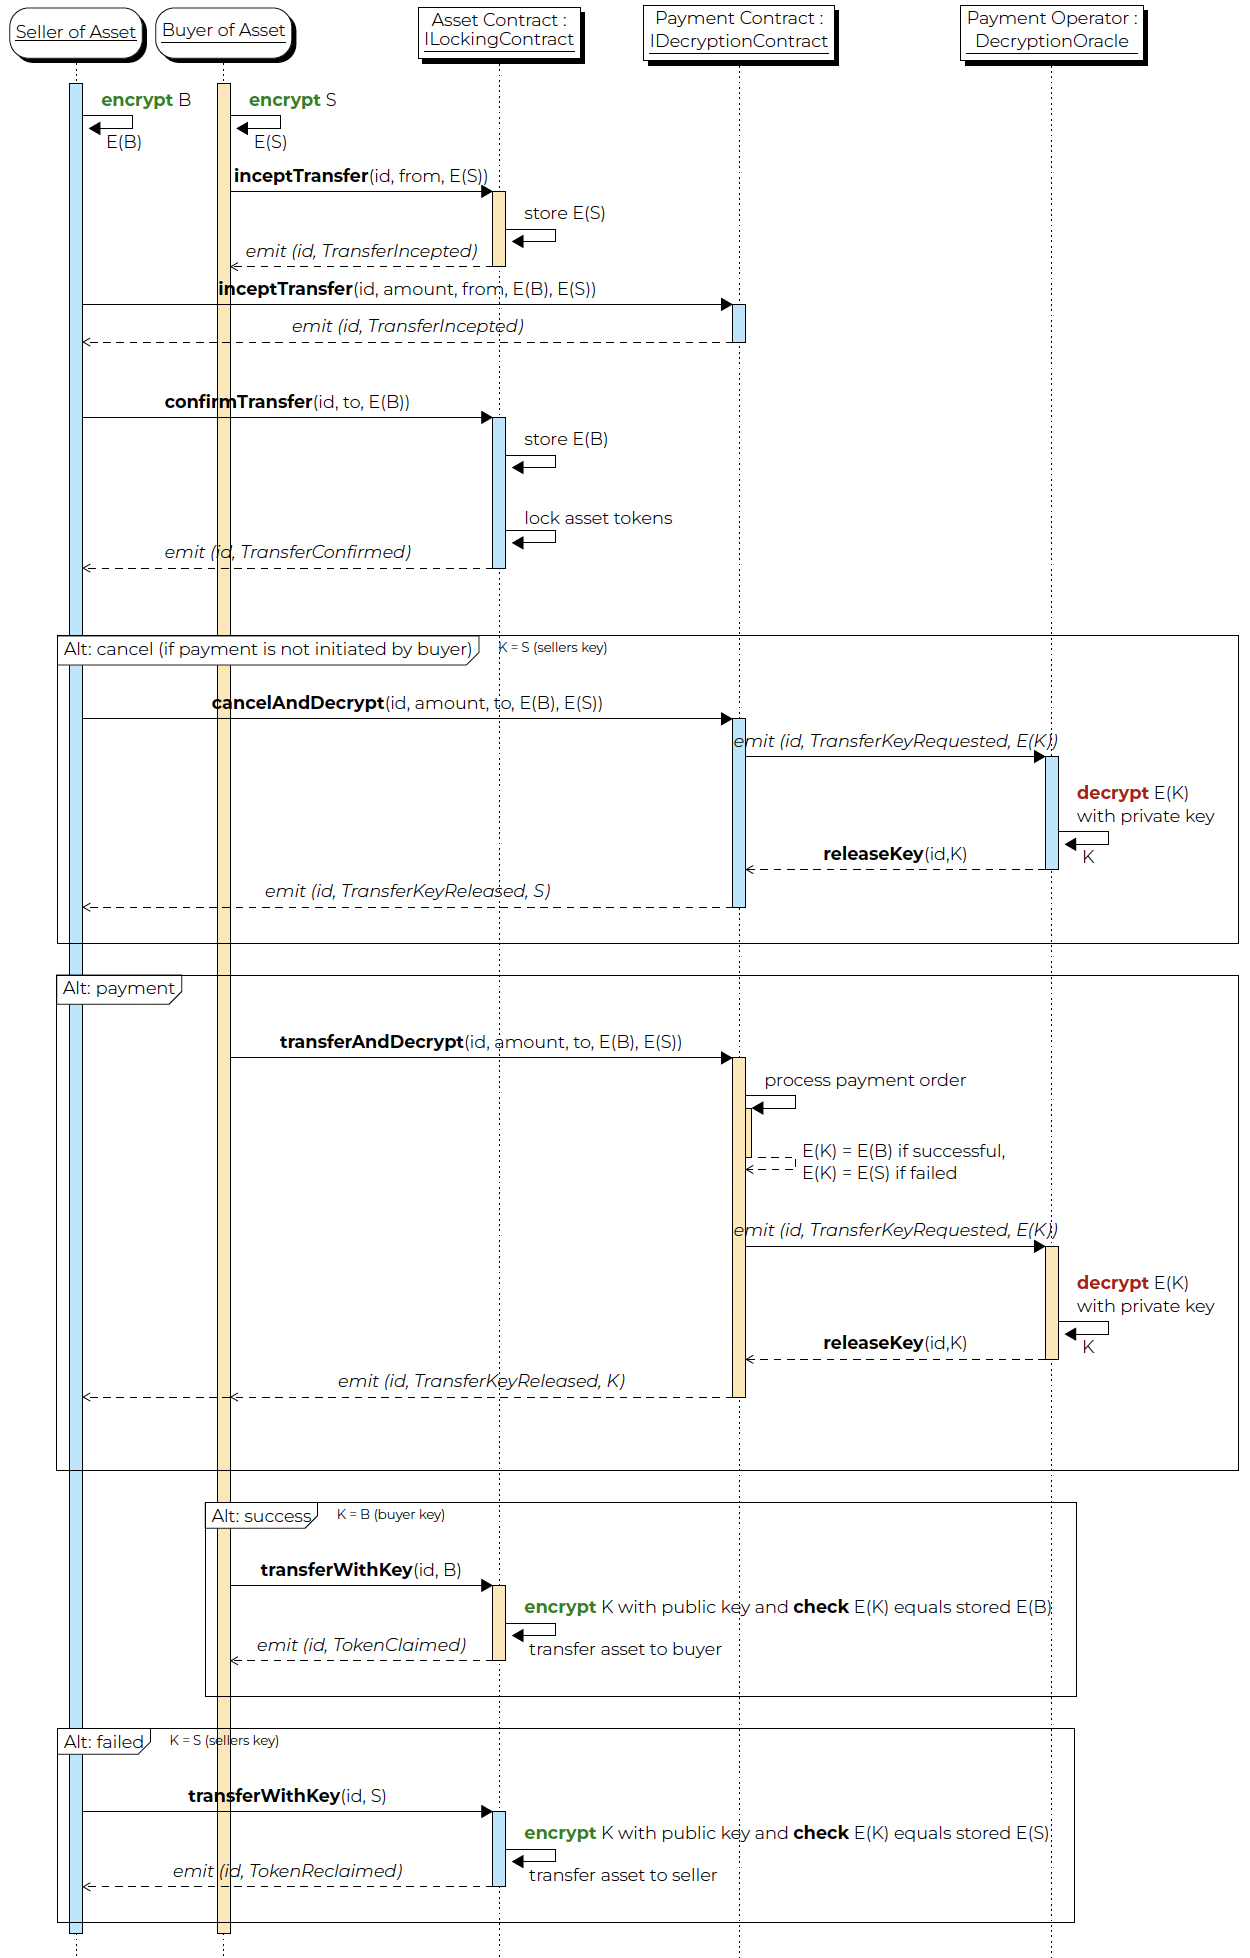 Seller of Asset
Buyer of Asset
Asset Contract :
ILockingContract
Payment Contract :
IDecryptionContract
Payment Operator :
DecryptionOracle
encrypt B
E(B)
encrypt S
E(S)
inceptTransfer(id, from, E(S))
store E(S)
emit (id, TransferIncepted)
inceptTransfer(id, amount, from, E(B), E(S))
emit (id, TransferIncepted)
confirmTransfer(id, to, E(B))
store E(B)
lock asset tokens
emit (id, TransferConfirmed)
Alt: cancel (if payment is not initiated by buyer)
K = S (sellers key)
cancelAndDecrypt(id, amount, to, E(B), E(S))
emit (id, TransferKeyRequested, E(K))
decrypt E(K)
with private key
K
releaseKey(id,K)
emit (id, TransferKeyReleased, S)
Alt: payment
transferAndDecrypt(id, amount, to, E(B), E(S))
process payment order
E(K) = E(B) if successful,
E(K) = E(S) if failed
emit (id, TransferKeyRequested, E(K))
decrypt E(K)
with private key
K
releaseKey(id,K)
emit (id, TransferKeyReleased, K)
Alt: success
K = B (buyer key)
transferWithKey(id, B)
encrypt K with public key and check E(K) equals stored E(B)
transfer asset to buyer
emit (id, TokenClaimed)
Alt: failed
K = S (sellers key)
transferWithKey(id, S)
encrypt K with public key and check E(K) equals stored E(S)
transfer asset to seller
emit (id, TokenReclaimed)